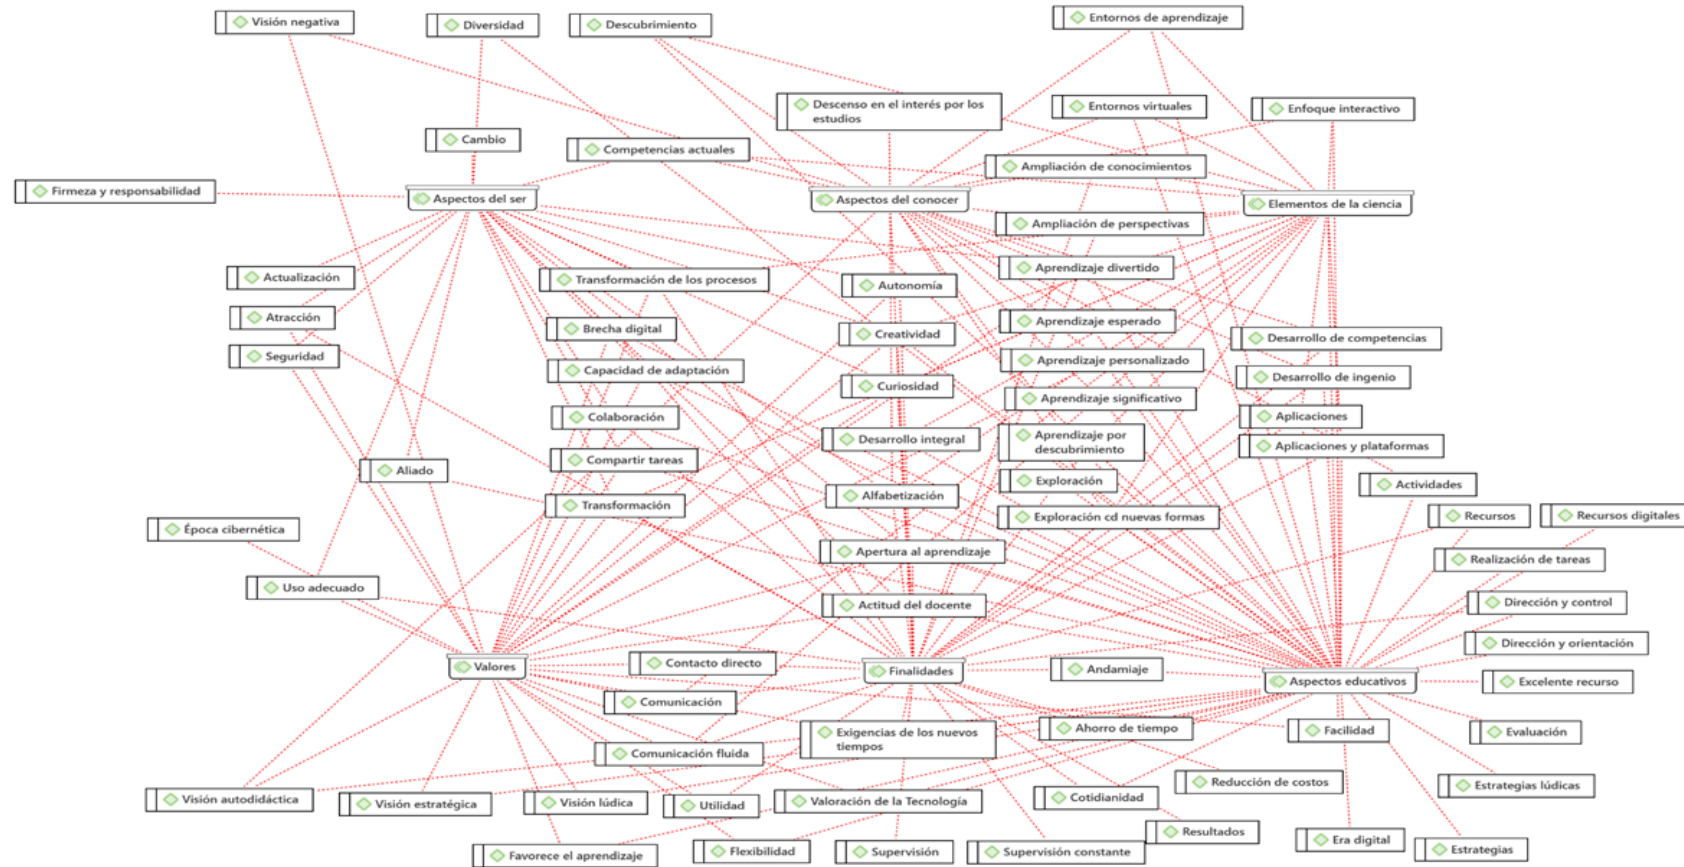 Visión negativa
Diversidad
Descubrimiento
Entornos de aprendizaje
Descenso en el interés por los
estudios
Entornos virtuales
Enfoque interactivo
Cambio
Competencias actuales
Ampliación de conocimientos
Firmeza y responsabilidad
Aspectos del ser
Aspectos del conocer
Elementos de la ciencia
Ampliación de perspectivas
Actualización
Transformación de los procesos
Autonomía
Aprendizaje divertido
Atracción
Brecha digital
Creatividad
Aprendizaje esperado
Desarrollo de competencias
Seguridad
Capacidad de adaptación
Curiosidad
Aprendizaje personalizado
Desarrollo de ingenio
Aprendizaje significativo
Colaboración
Aplicaciones
Desarrollo integral
Aprendizaje por
descubrimiento
Aplicaciones y plataformas
Aliado
Compartir tareas
Exploración
Actividades
Transformación
Alfabetización
Exploración cd nuevas formas
Recursos
Recursos digitales
Época cibernética
Apertura al aprendizaje
Realización de tareas
Uso adecuado
Actitud del docente
Dirección y control
Dirección y orientación
Valores
Contacto directo
Finalidades
Andamiaje
Aspectos educativos
Excelente recurso
Comunicación
Exigencias de los nuevos
tiempos
Ahorro de tiempo
Facilidad
Evaluación
Comunicación fluida
Reducción de costos
Estrategias lúdicas
Visión autodidáctica
Visión estratégica
Visión lúdica
Utilidad
Valoración de la Tecnología
Cotidianidad
Resultados
Era digital
Estrategias
Favorece el aprendizaje
Flexibilidad
Supervisión
Supervisión constante